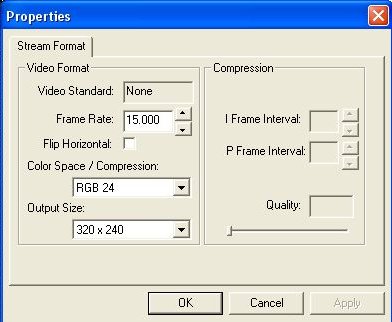 Properties
Stream Format
Video Format
Video Standard: None
Frame Rate: 15.000
Flip Horizontal:
Color Space / Compression:
RGB 24
Output Size:
320 x 240
Compression
I Frame Interval:
P Frame Interval:
Quality:
OK Cancel Apply